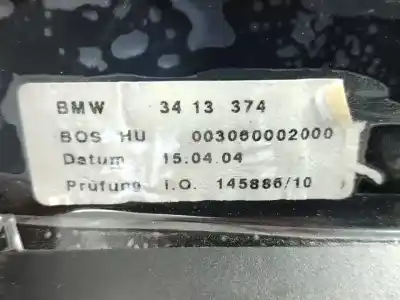 BMW 34 13 374
BOS HU 003060002000
Datum 15.04.04
Prüfung i.O. 145886/10